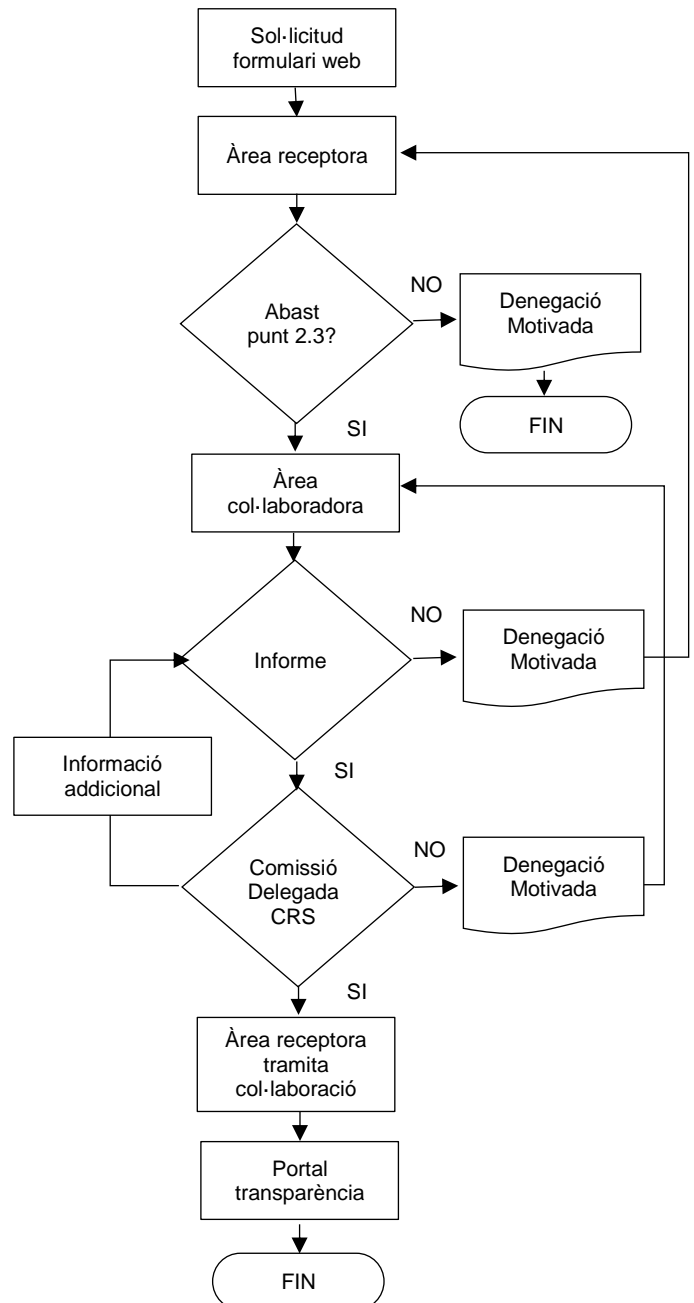 Sol·licitud
formulari web
Àrea receptora
Abast
punt 2.3?
NO
Denegació
Motivada
FIN
SI
Àrea
col·laboradora
Informe
NO
Denegació
Motivada
SI
Informació
addicional
Comissió
Delegada
CRS
NO
Denegació
Motivada
SI
Àrea receptora
tramita
col·laboració
Portal
transparència
FIN